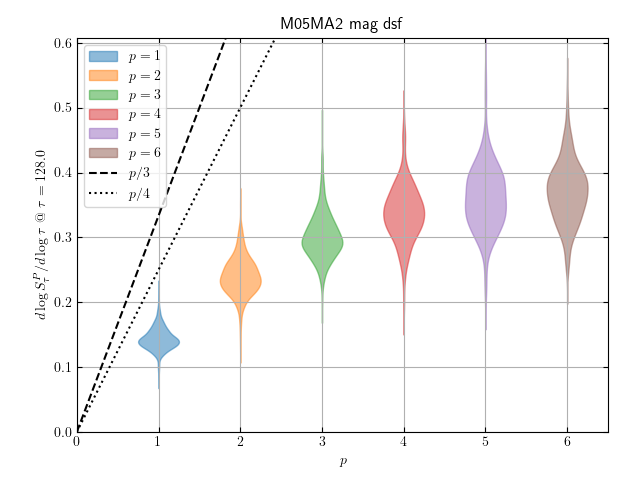 M05MA2 mag dsf
0.6
0.5
0.4
0.3
0.2
0.1
0.0
d log S_τ^P / d log τ @ τ = 128.0
p = 1
p = 2
p = 3
p = 4
p = 5
p = 6
p/3
p/4
0 1 2 3 4 5 6
p